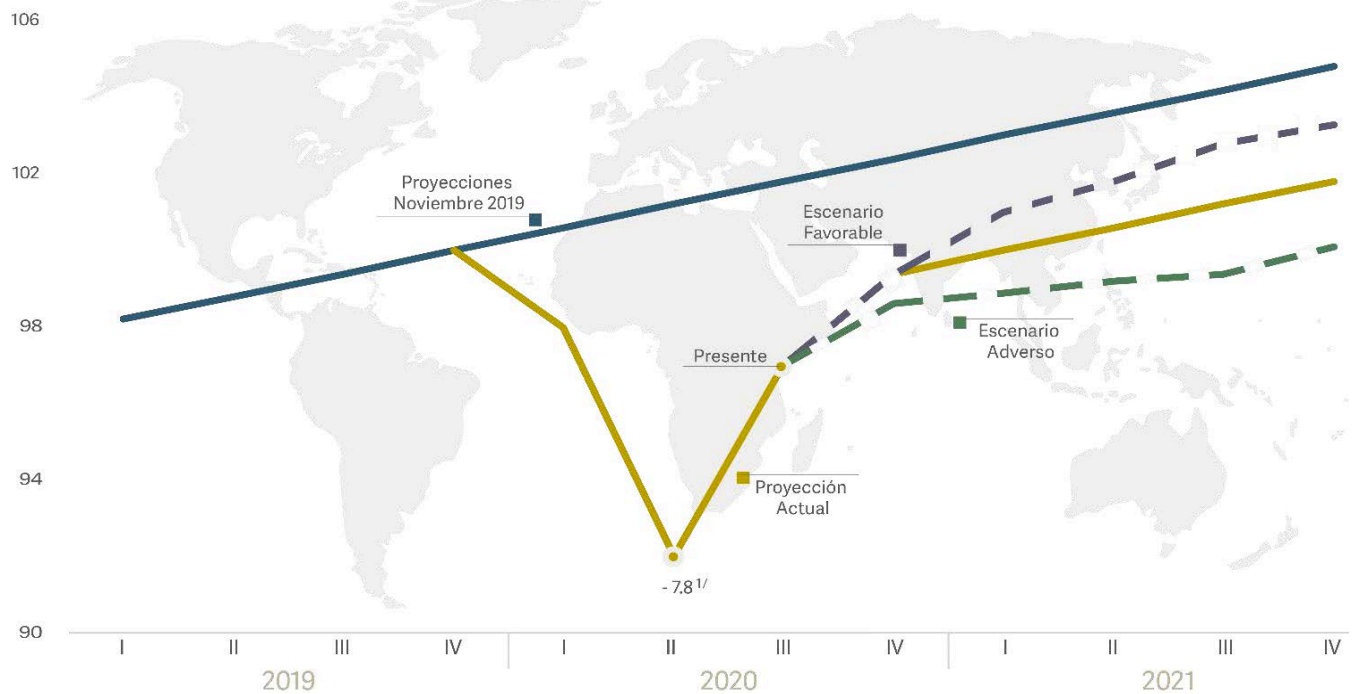 106
102
98
94
90
Proyecciones
Noviembre 2019
Escenario
Favorable
Presente
Escenario
Adverso
Proyección
Actual
- 7.8 1/
I II III IV I II III IV I II III IV
2019 2020 2021